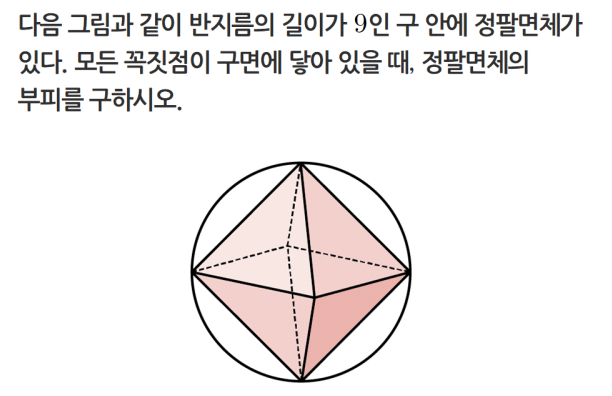 다음 그림과 같이 반지름의 길이가 9인 구 안에 정팔면체가
있다. 모든 꼭짓점이 구면에 닿아 있을 때, 정팔면체의
부피를 구하시오.